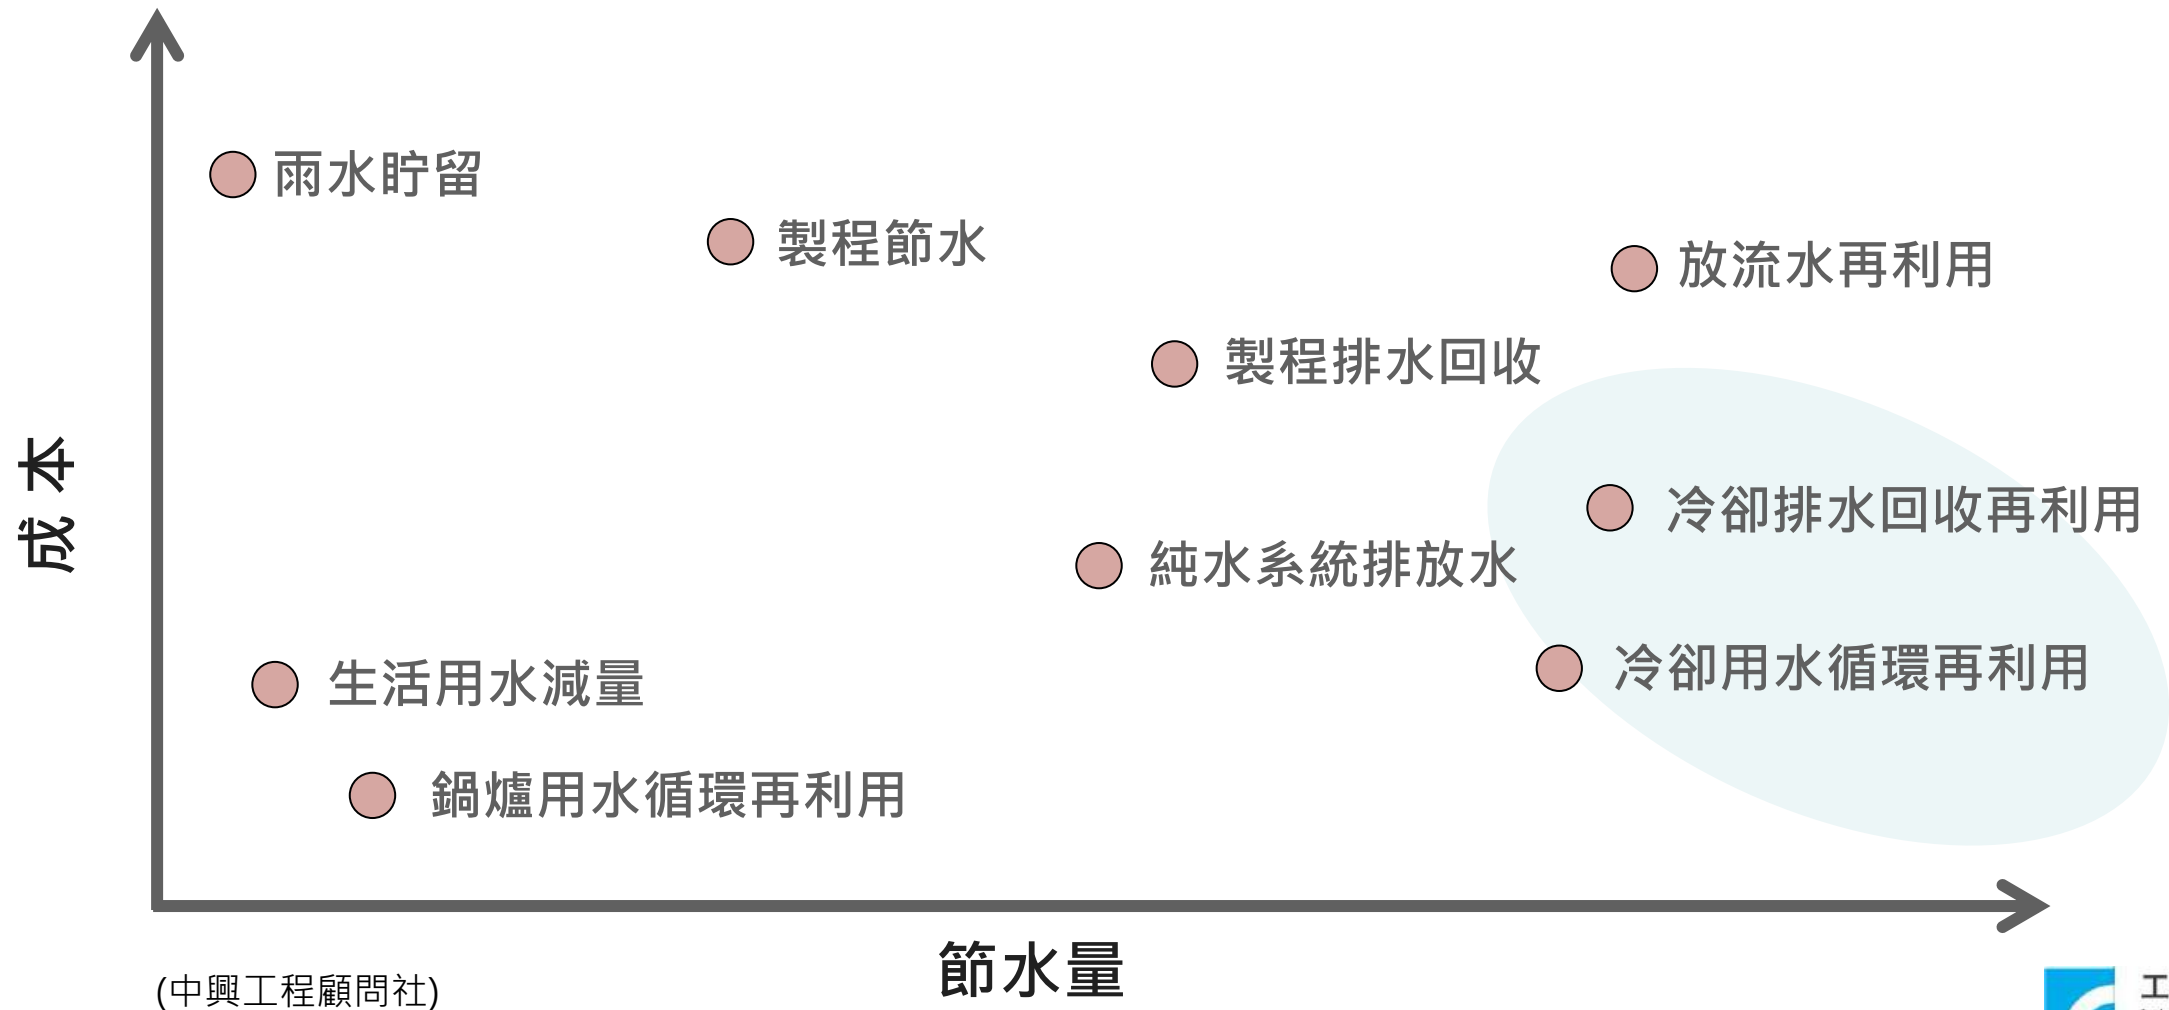 雨水貯留
製程節水
放流水再利用
製程排水回收
成本
冷卻排水回收再利用
純水系統排放水
冷卻用水循環再利用
生活用水減量
鍋爐用水循環再利用
節水量
(中興工程顧問社)
工